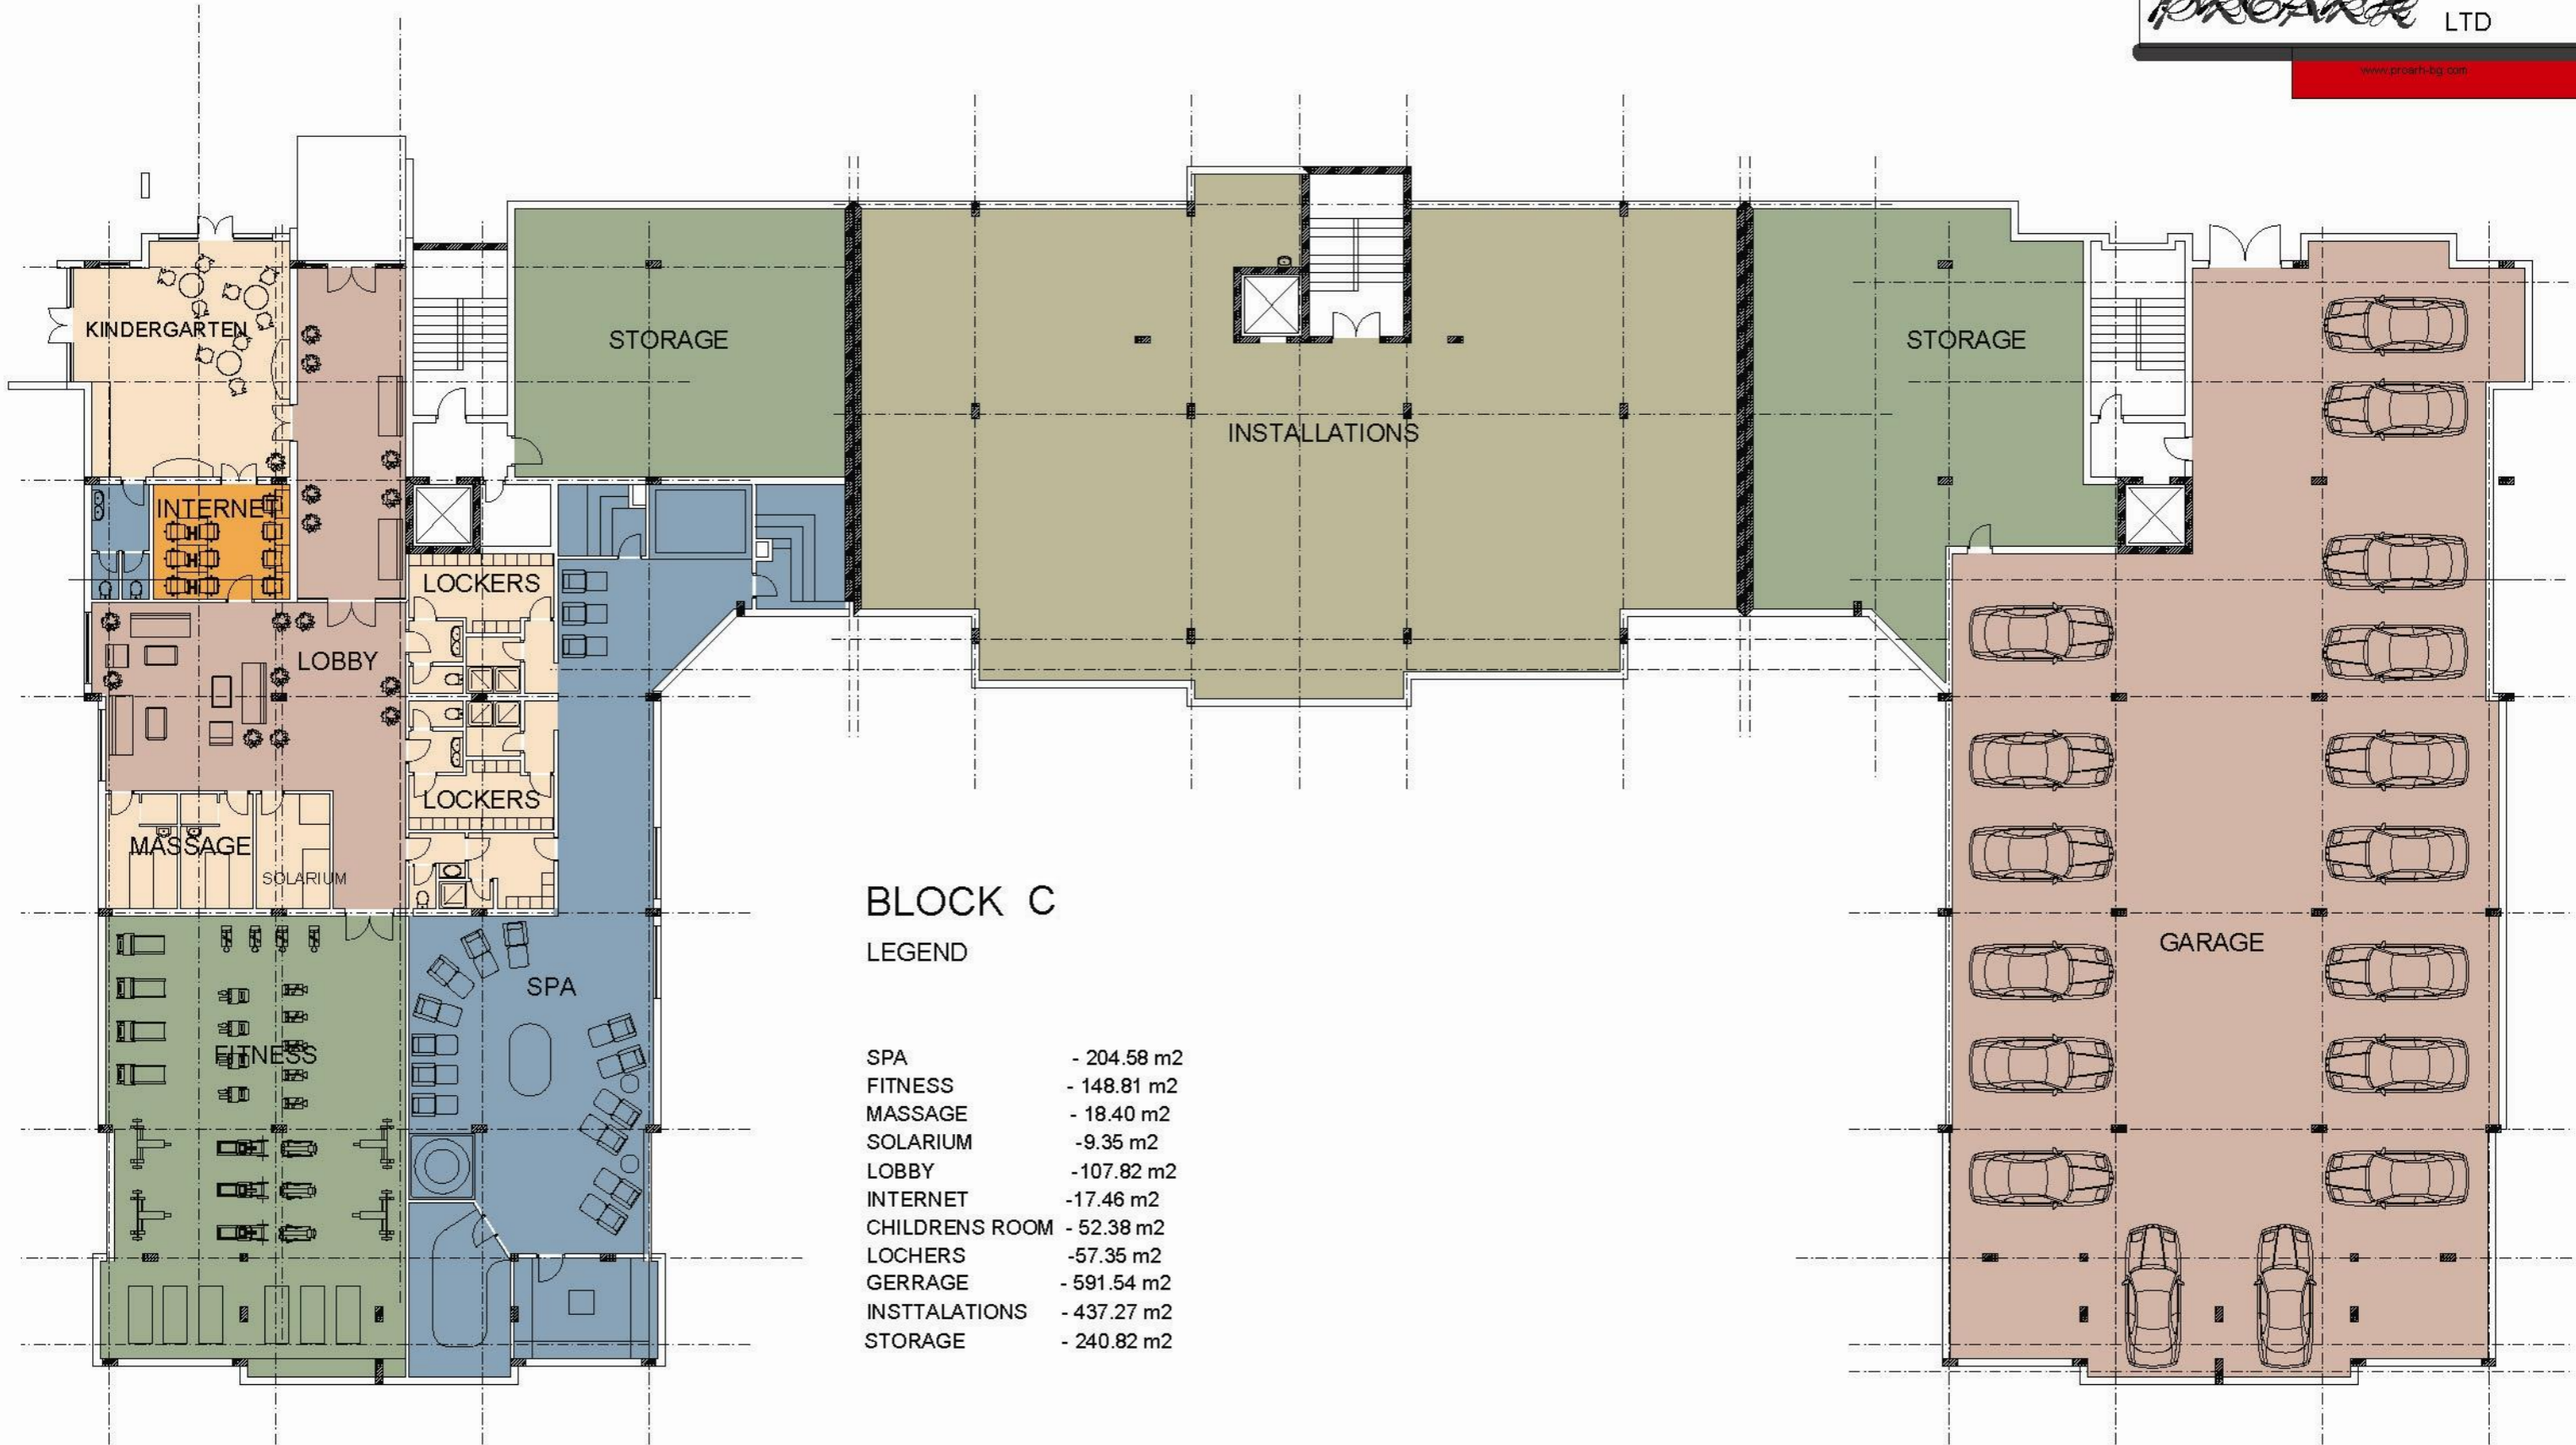 PROARH LTD
www.proarh-bg.com
KINDERGARTEN
STORAGE
STORAGE
INSTALLATIONS
INTERNET
LOCKERS
LOBBY
LOCKERS
MASSAGE
SOLARIUM
SPA
FITNESS
GARAGE
BLOCK C
LEGEND
SPA - 204.58 m2
FITNESS - 148.81 m2
MASSAGE - 18.40 m2
SOLARIUM -9.35 m2
LOBBY -107.82 m2
INTERNET -17.46 m2
CHILDRENS ROOM - 52.38 m2
LOCHERS -57.35 m2
GERRAGE - 591.54 m2
INSTTALATIONS - 437.27 m2
STORAGE - 240.82 m2